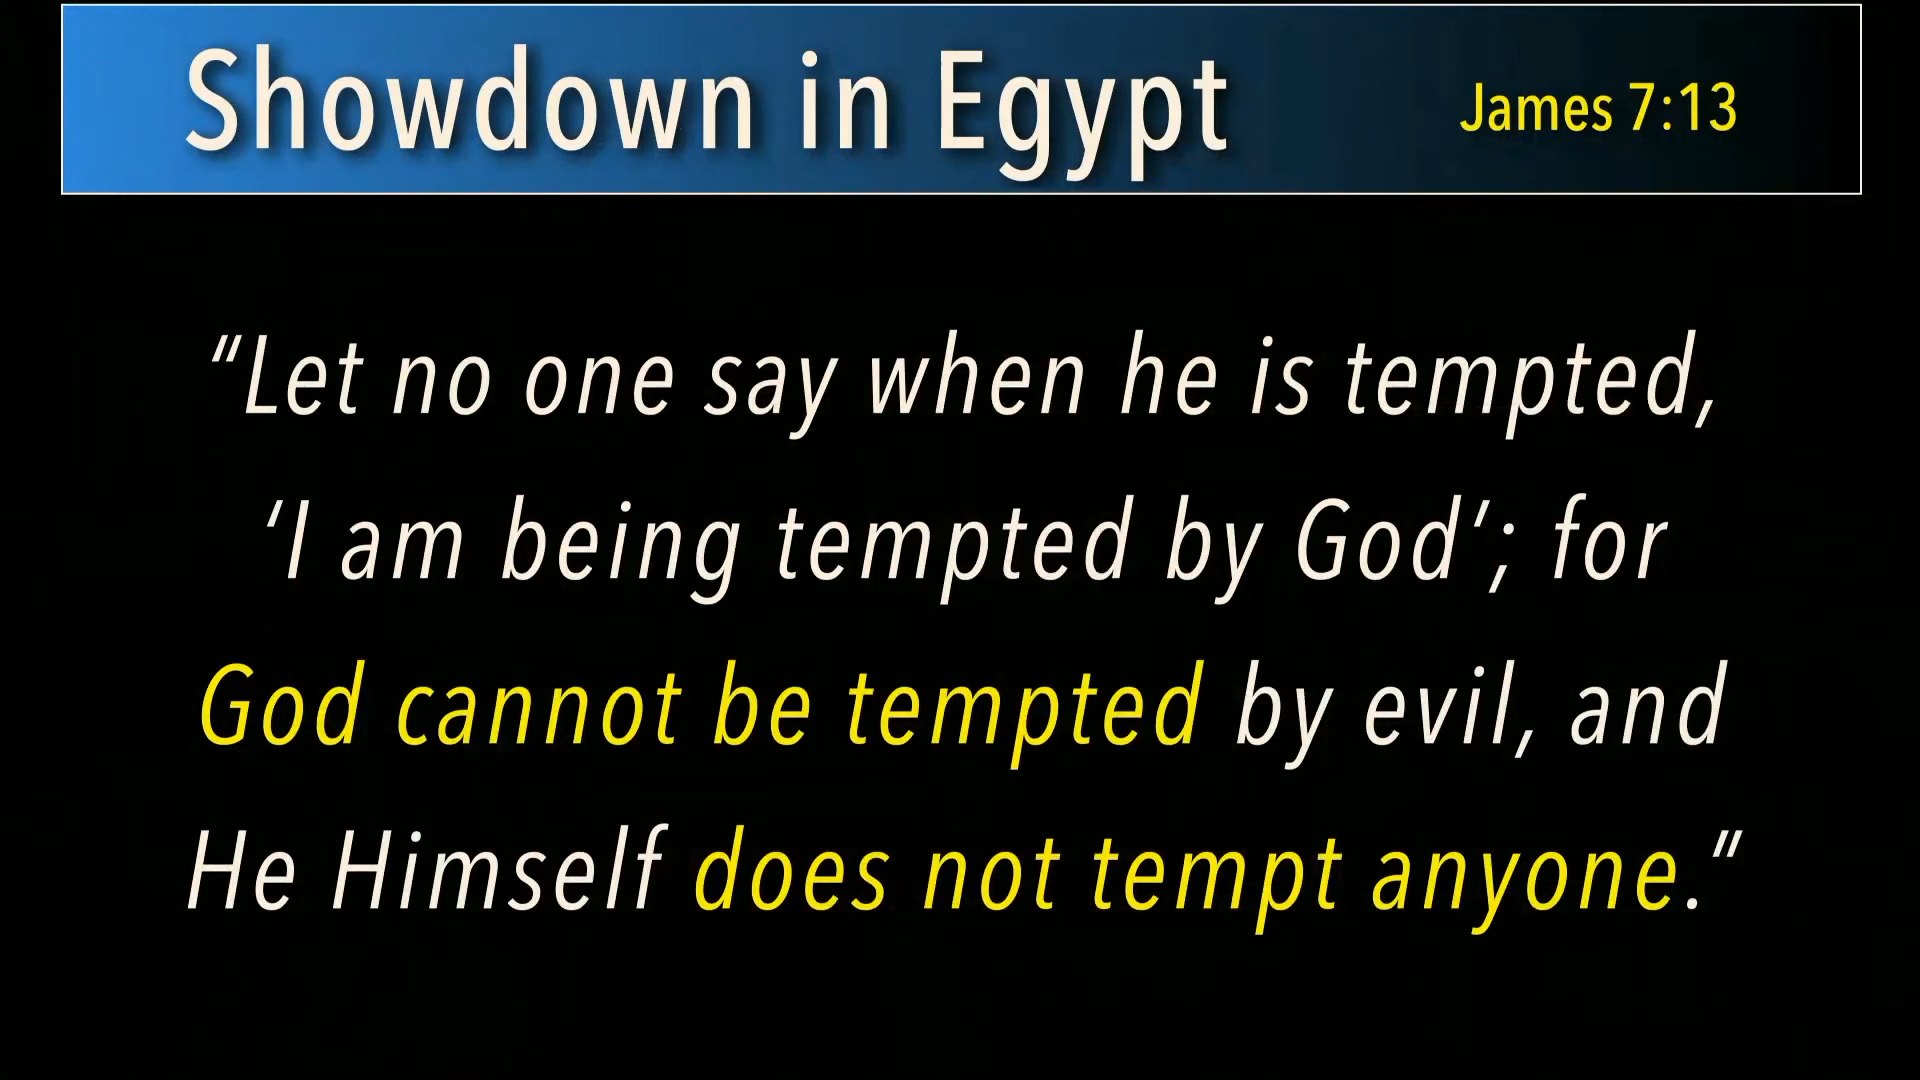 Showdown in Egypt
James 7:13
“Let no one say when he is tempted,
‘I am being tempted by God’; for
God cannot be tempted by evil, and
He Himself does not tempt anyone.”